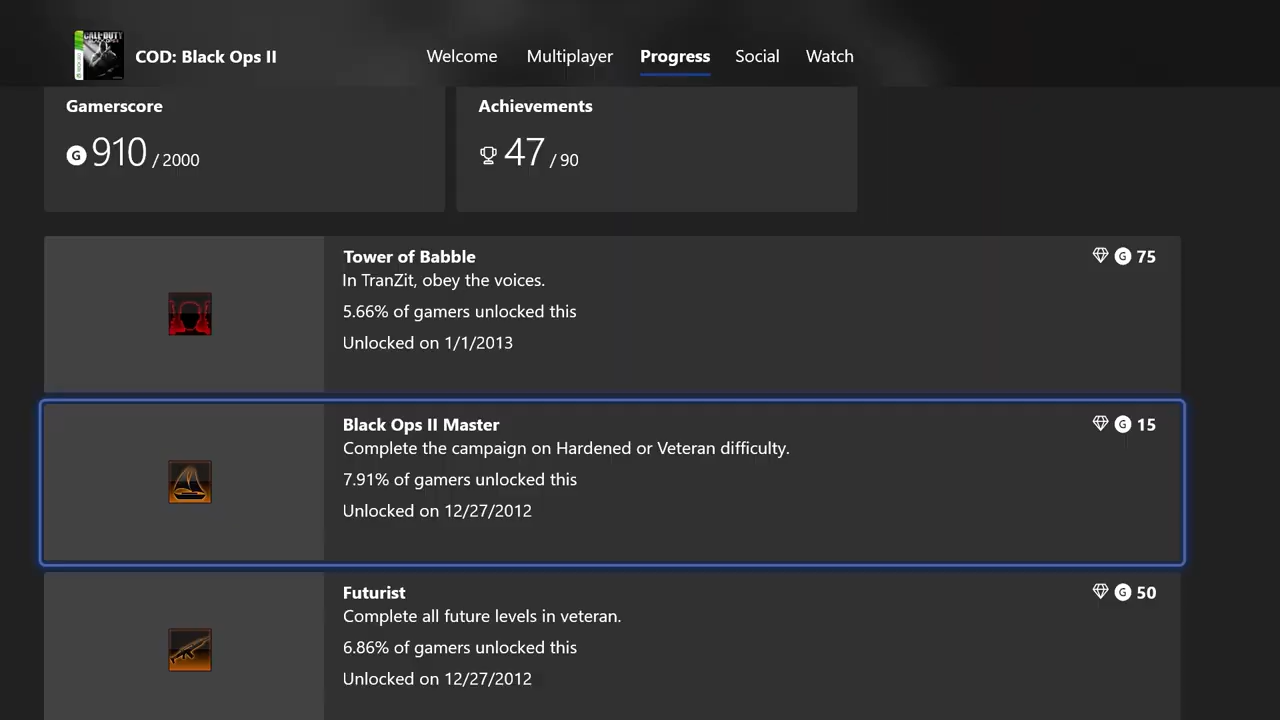 CALL DUTY
COD: Black Ops II
Welcome
Multiplayer
Progress
Social
Watch
Gamerscore
G 910 / 2000
Achievements
47 / 90
Tower of Babble
G 75
In TranZit, obey the voices.
5.66% of gamers unlocked this
Unlocked on 1/1/2013
Black Ops II Master
G 15
Complete the campaign on Hardened or Veteran difficulty.
7.91% of gamers unlocked this
Unlocked on 12/27/2012
Futurist
G 50
Complete all future levels in veteran.
6.86% of gamers unlocked this
Unlocked on 12/27/2012